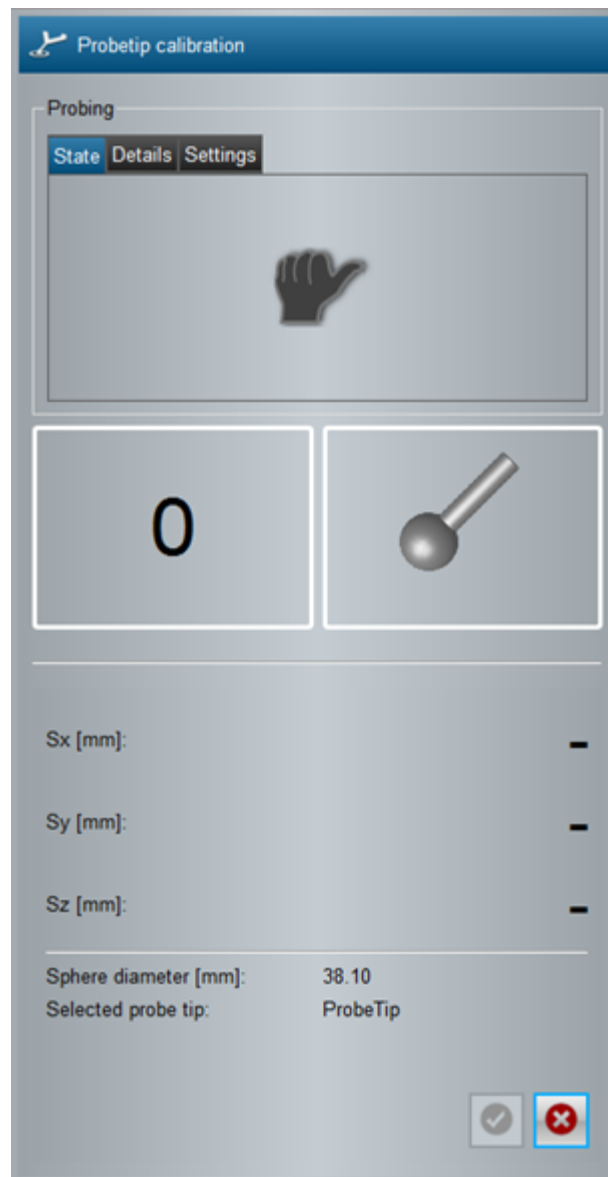 Probetip calibration
Probing
State Details Settings
0
Sx [mm]: -
Sy [mm]: -
Sz [mm]: -
Sphere diameter [mm]: 38.10
Selected probe tip: ProbeTip